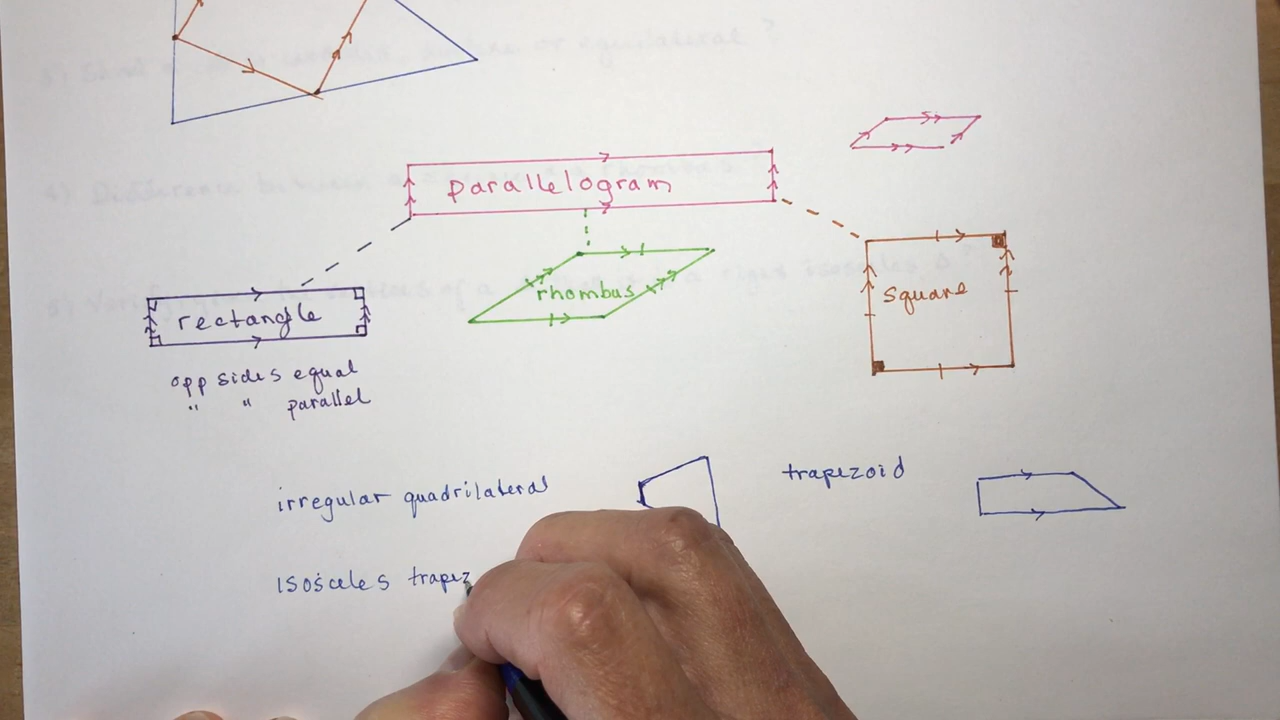 parallelogram
rectangle
rhombus
square
opp sides equal
" " parallel
irregular quadrilateral
trapezoid
isosceles trapez